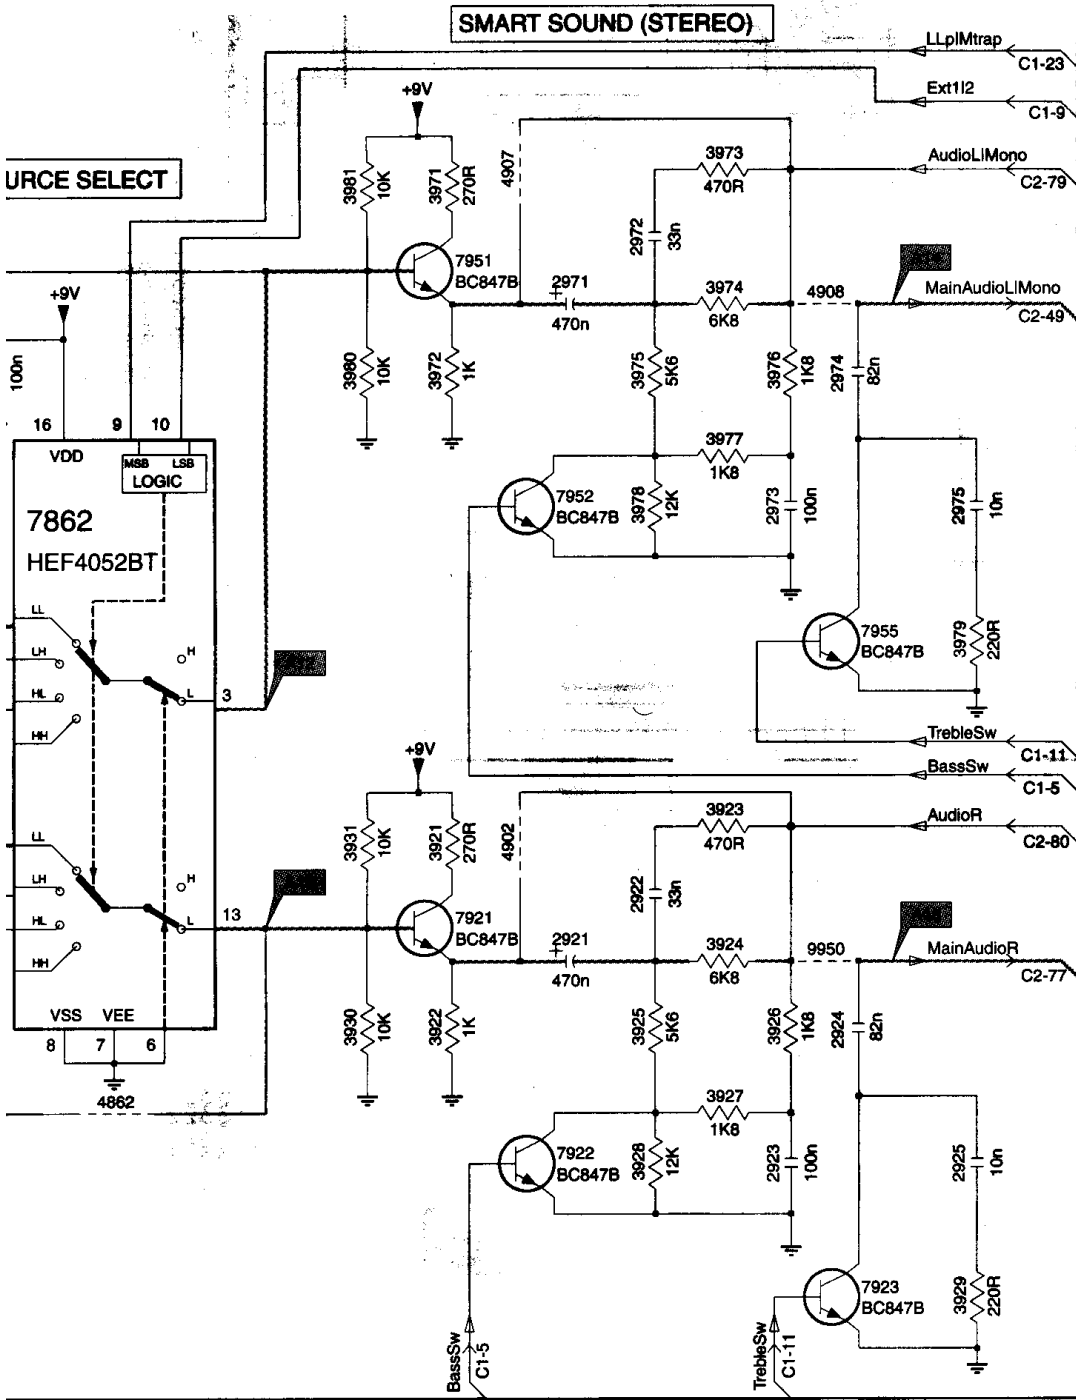 SMART SOUND (STEREO)
LLpIMtrap
C1-23
Ext1I2
C1-9
+9V
AudioLIMono
C2-79
URCE SELECT
3981
10K
3971
270R
4907
3973
470R
2972
33n
7951
BC847B
2971
470n
3974
6K8
4908
MainAudioLIMono
C2-49
+9V
100n
3980
10K
3972
1K
3975
5K6
3976
1K8
2974
82n
16
9
10
VDD
MSB
LSB
LOGIC
3977
1K8
7862
HEF4052BT
7952
BC847B
3978
12K
2973
100n
2975
10n
LL
LH
HL
HH
H
L
3
7955
BC847B
3979
220R
TrebleSw
C1-11
BassSw
C1-5
+9V
3931
10K
3921
270R
4902
3923
470R
AudioR
C2-80
2922
33n
LL
LH
HL
HH
H
L
13
7921
BC847B
2921
470n
3924
6K8
9950
MainAudioR
C2-77
VSS
VEE
8
7
6
4862
3930
10K
3922
1K
3925
5K6
3926
1K8
2924
82n
3927
1K8
7922
BC847B
3928
12K
2923
100n
2925
10n
7923
BC847B
3929
220R
BassSw
C1-5
TrebleSw
C1-11